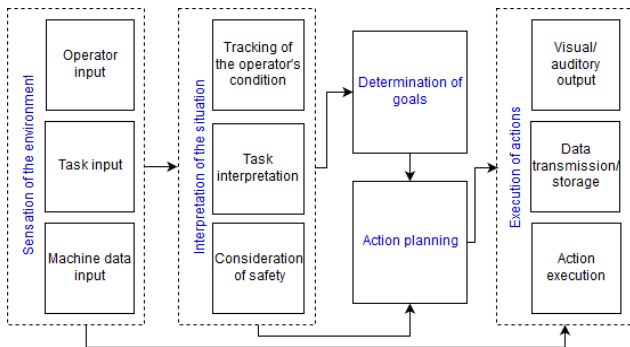 Sensation of the environment
Operator
input
Task input
Machine data
input
Interpretation of the situation
Tracking of
the operator's
condition
Task
interpretation
Consideration
of safety
Determination of
goals
Action planning
Execution of actions
Visual/
auditory
output
Data
transmission/
storage
Action
execution